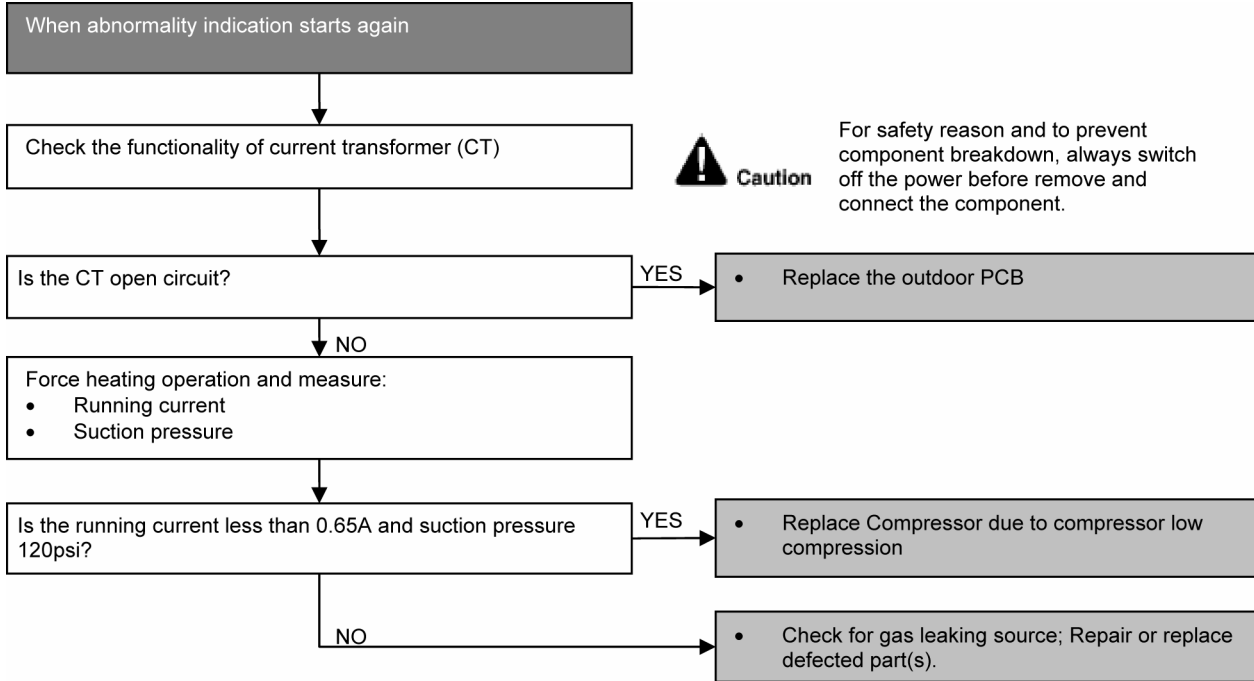 When abnormality indication starts again
Check the functionality of current transformer (CT)
Caution
For safety reason and to prevent
component breakdown, always switch
off the power before remove and
connect the component.
Is the CT open circuit?
YES
• Replace the outdoor PCB
NO
Force heating operation and measure:
• Running current
• Suction pressure
Is the running current less than 0.65A and suction pressure
120psi?
YES
• Replace Compressor due to compressor low
compression
NO
• Check for gas leaking source; Repair or replace
defected part(s).